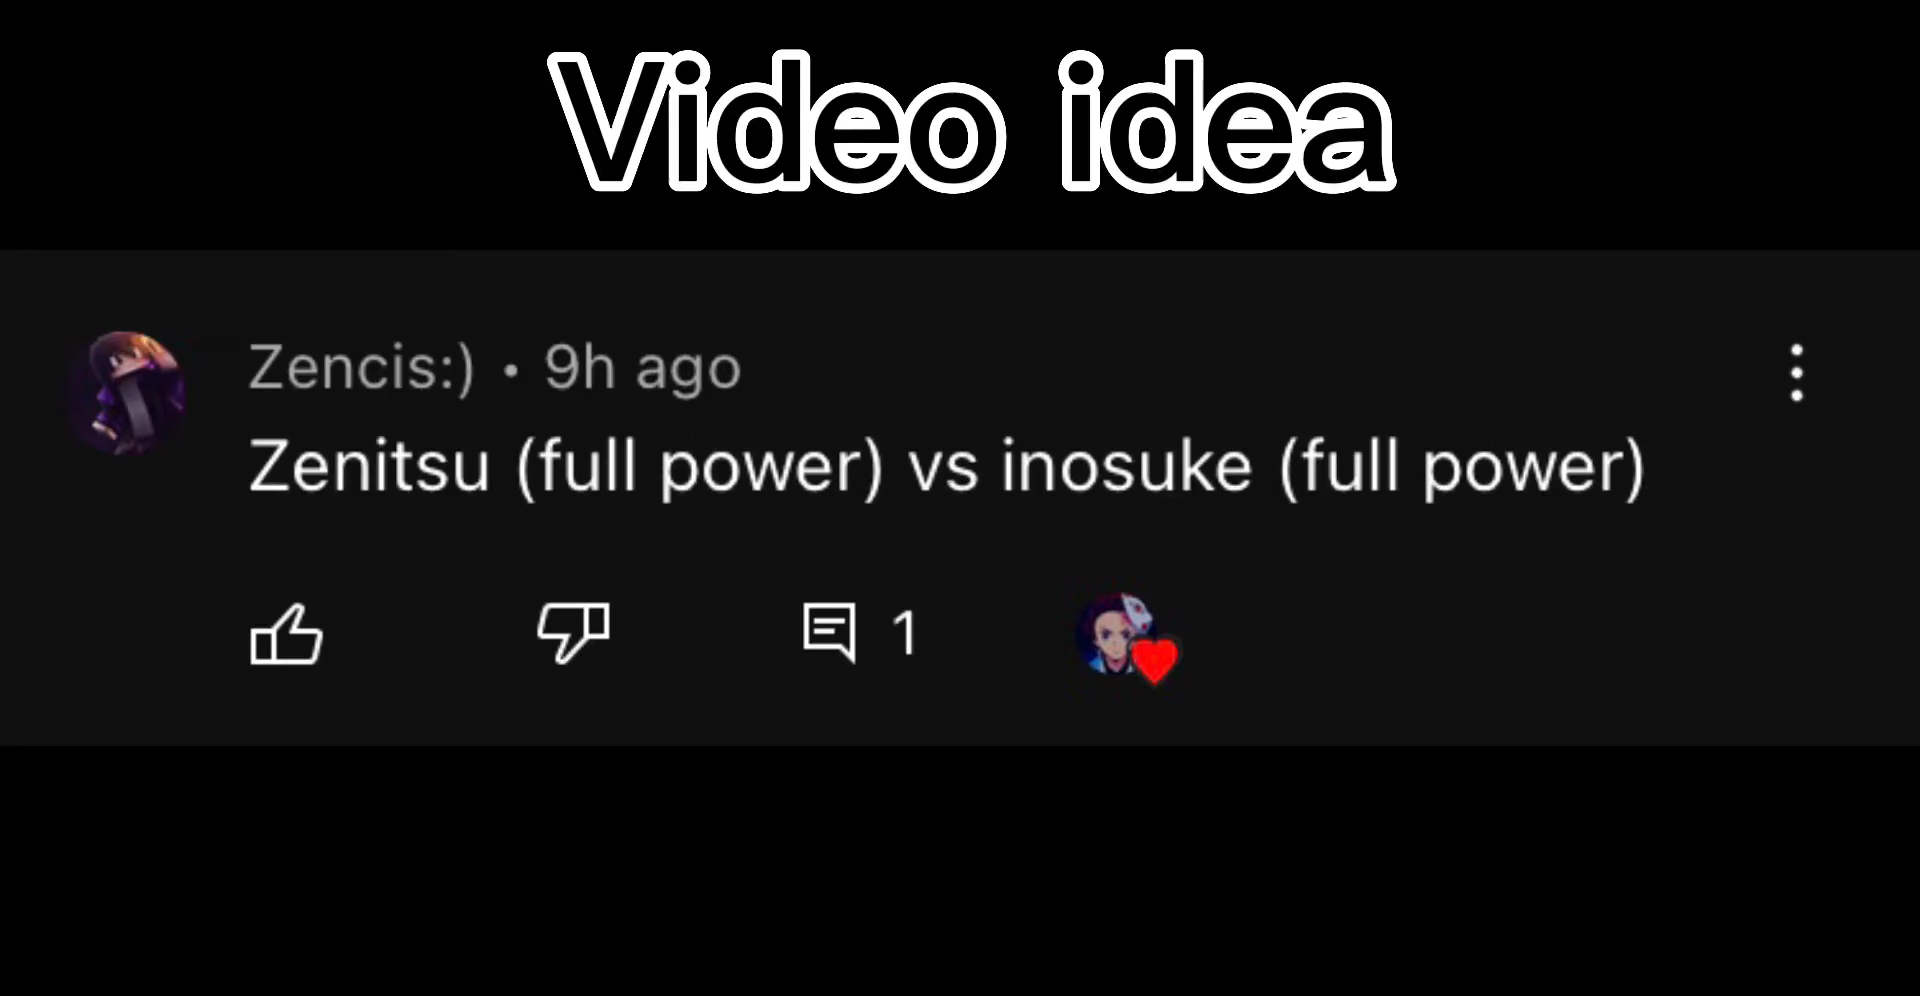 Video idea
Zencis:) • 9h ago
Zenitsu (full power) vs inosuke (full power)
1